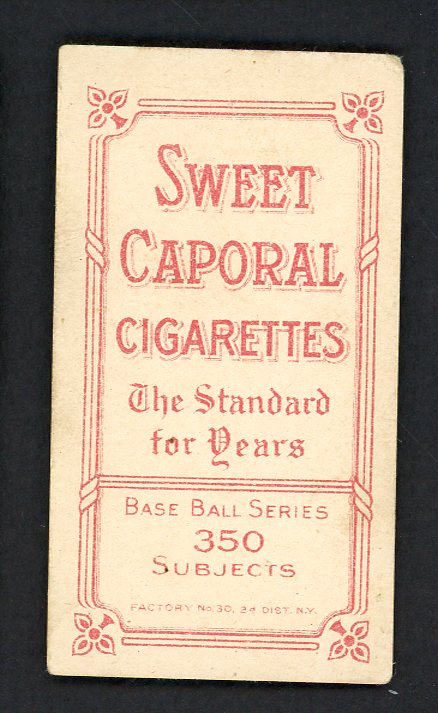 SWEET
CAPORAL
CIGARETTES
The Standard
for Years
BASE BALL SERIES
350
SUBJECTS
FACTORY No. 30, 2d DIST. N.Y.